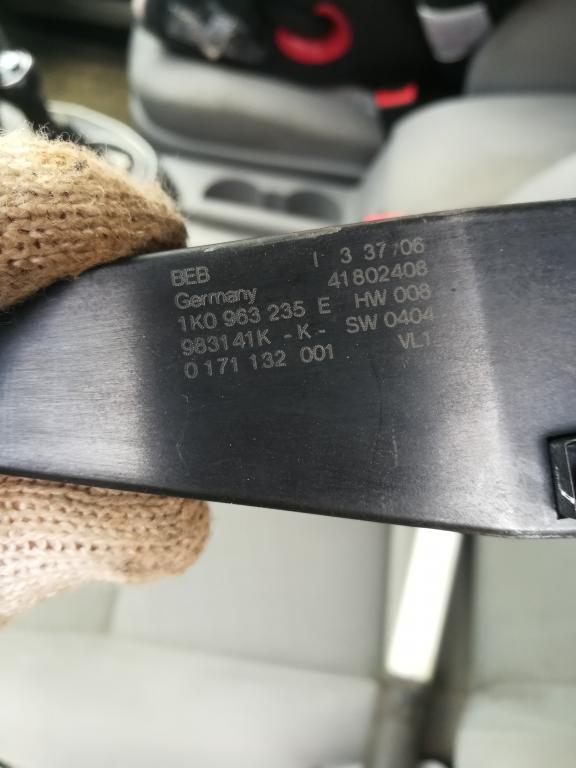 BEB I 3 37/06
Germany 41802408
1K0 963 235 E HW 008
983141K -K- SW 0404
0 171 132 001 VL1